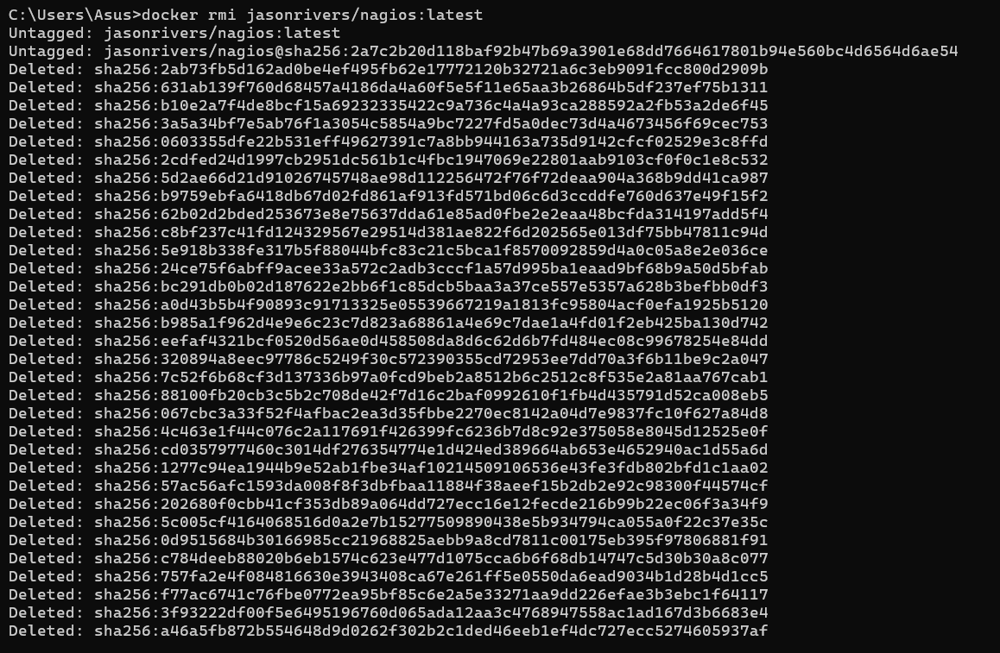 C:\Users\Asus>docker rmi jasonrivers/nagios:latest
Untagged: jasonrivers/nagios:latest
Untagged: jasonrivers/nagios@sha256:2a7c2b20d118baf92b47b69a3901e68dd7664617801b94e560bc4d6564d6ae54
Deleted: sha256:2ab73fb5d162ad0be4ef495fb62e17772120b32721a6c3eb9091fcc800d2909b
Deleted: sha256:631ab139f760d68457a4186da4a60f5e5f11e65aa3b26864b5df237ef75b1311
Deleted: sha256:b10e2a7f4de8bcf15a69232335422c9a736c4a4a93ca288592a2fb53a2de6f45
Deleted: sha256:3a5a34bf7e5ab76f1a3054c5854a9bc7227fd5a0dec73d4a4673456f69cec753
Deleted: sha256:0603355dfe22b531eff49627391c7a8bb944163a735d9142cfcf02529e3c8ffd
Deleted: sha256:2cdfed24d1997cb2951dc561b1c4fbc1947069e22801aab9103cf0f0c1e8c532
Deleted: sha256:5d2ae66d21d91026745748ae98d112256472f76f72deaa904a368b9dd41ca987
Deleted: sha256:b9759ebfa6418db67d02fd861af913fd571bd06c6d3ccddfe760d637e49f15f2
Deleted: sha256:62b02d2bded253673e8e75637dda61e85ad0fbe2e2eaa48bcfda314197add5f4
Deleted: sha256:c8bf237c41fd124329567e29514d381ae822f6d202565e013df75bb47811c94d
Deleted: sha256:5e918b338fe317b5f88044bfc83c21c5bca1f8570092859d4a0c05a8e2e036ce
Deleted: sha256:24ce75f6abff9acee33a572c2adb3cccf1a57d995ba1eaad9bf68b9a50d5bfab
Deleted: sha256:bc291db0b02d187622e2bb6f1c85dcb5baa3a37ce557e5357a628b3befbb0df3
Deleted: sha256:a0d43b5b4f90893c91713325e05539667219a1813fc95804acf0efa1925b5120
Deleted: sha256:b985a1f962d4e9e6c23c7d823a68861a4e69c7dae1a4fd01f2eb425ba130d742
Deleted: sha256:eefaf4321bcf0520d56ae0d458508da8d6c62d6b7fd484ec08c99678254e84dd
Deleted: sha256:320894a8eec97786c5249f30c572390355cd72953ee7dd70a3f6b11be9c2a047
Deleted: sha256:7c52f6b68cf3d137336b97a0fcd9beb2a8512b6c2512c8f535e2a81aa767cab1
Deleted: sha256:88100fb20cb3c5b2c708de42f7d16c2baf0992610f1fb4d435791d52ca008eb5
Deleted: sha256:067cbc3a33f52f4afbac2ea3d35fbbe2270ec8142a04d7e9837fc10f627a84d8
Deleted: sha256:4c463e1f44c076c2a117691f426399fc6236b7d8c92e375058e8045d12525e0f
Deleted: sha256:cd0357977460c3014df276354774e1d424ed389664ab653e4652940ac1d55a6d
Deleted: sha256:1277c94ea1944b9e52ab1fbe34af10214509106536e43fe3fdb802bfd1c1aa02
Deleted: sha256:57ac56afc1593da008f8f3dbfbaa11884f38aeef15b2db2e92c98300f44574cf
Deleted: sha256:202680f0cbb41cf353db89a064dd727ecc16e12fecde216b99b22ec06f3a34f9
Deleted: sha256:5c005cf4164068516d0a2e7b15277509890438e5b934794ca055a0f22c37e35c
Deleted: sha256:0d9515684b30166985cc21968825aebb9a8cd7811c00175eb395f97806881f91
Deleted: sha256:c784deeb88020b6eb1574c623e477d1075cca6b6f68db14747c5d30b30a8c077
Deleted: sha256:757fa2e4f084816630e3943408ca67e261ff5e0550da6ead9034b1d28b4d1cc5
Deleted: sha256:f77ac6741c76fbe0772ea95bf85c6e2a5e33271aa9dd226efae3b3ebc1f64117
Deleted: sha256:3f93222df00f5e6495196760d065ada12aa3c4768947558ac1ad167d3b6683e4
Deleted: sha256:a46a5fb872b554648d9d0262f302b2c1ded46eeb1ef4dc727ecc5274605937af